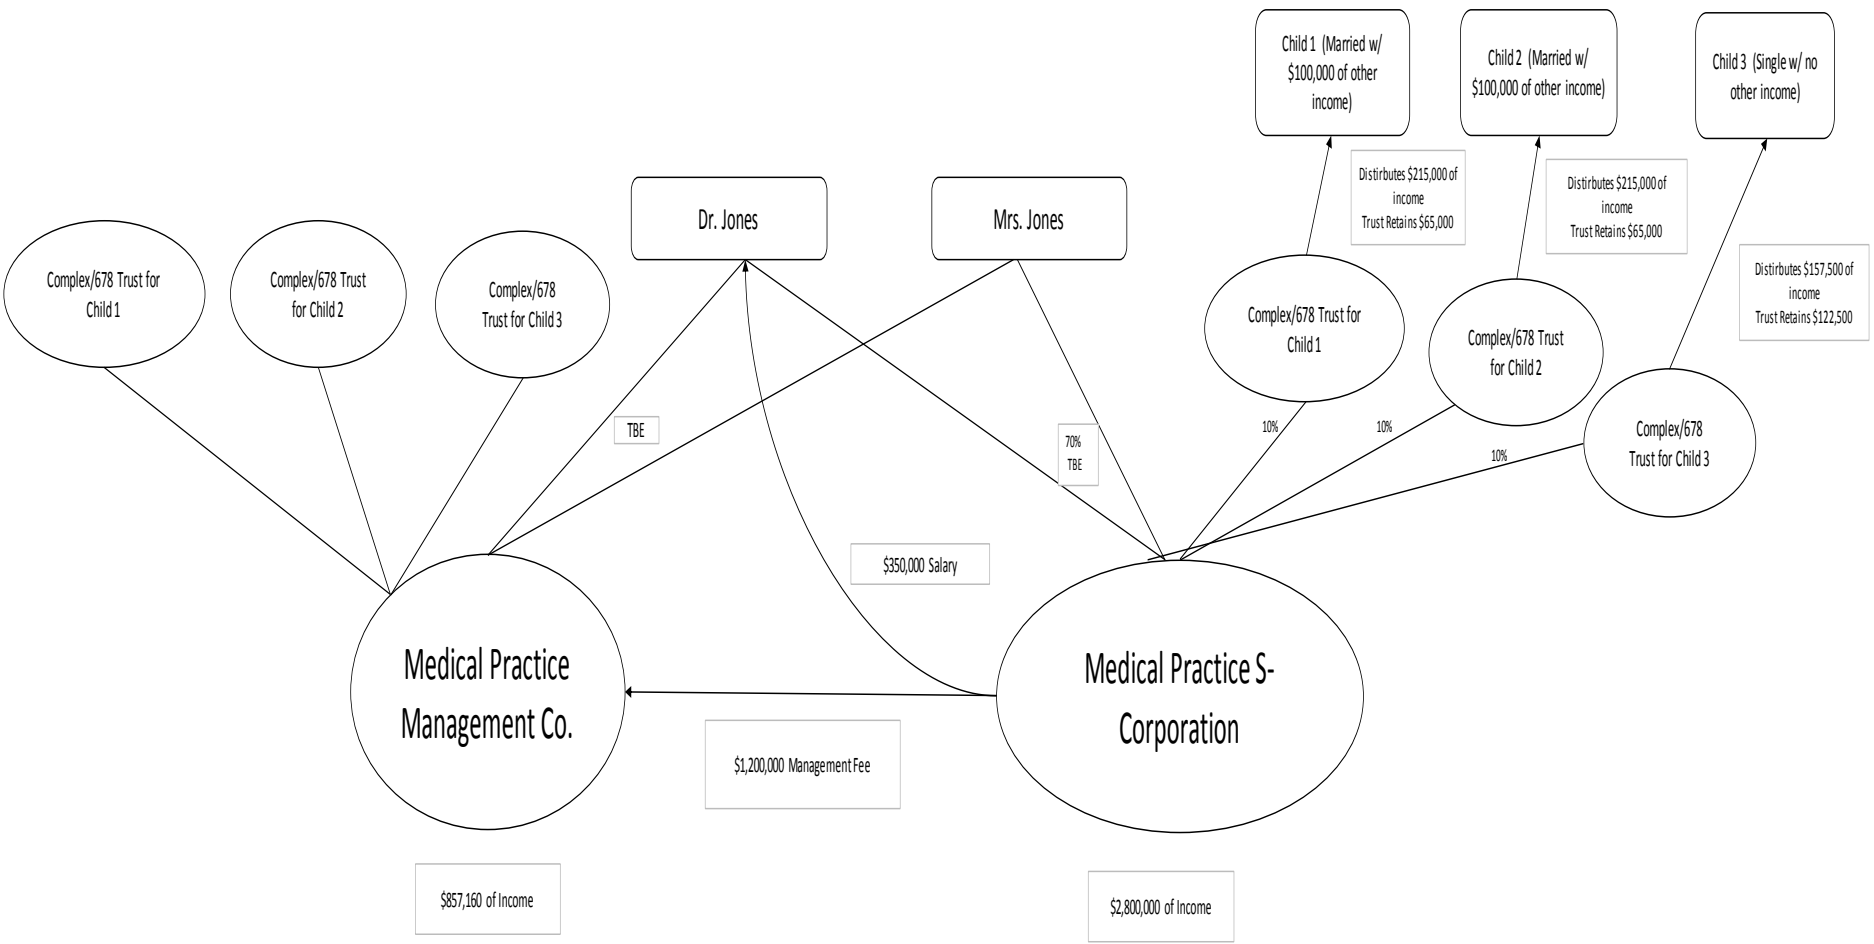 Child 1 (Married w/
$100,000 of other
income)
Child 2 (Married w/
$100,000 of other income)
Child 3 (Single w/ no
other income)
Distirbutes $215,000 of
income
Trust Retains $65,000
Distirbutes $215,000 of
income
Trust Retains $65,000
Distirbutes $157,500 of
income
Trust Retains $122,500
Dr. Jones
Mrs. Jones
Complex/678 Trust for
Child 1
Complex/678 Trust
for Child 2
Complex/678
Trust for Child 3
Complex/678 Trust for
Child 1
Complex/678 Trust
for Child 2
Complex/678
Trust for Child 3
TBE
70%
TBE
10%
10%
10%
$350,000 Salary
Medical Practice
Management Co.
Medical Practice S-
Corporation
$1,200,000 Management Fee
$857,160 of Income
$2,800,000 of Income